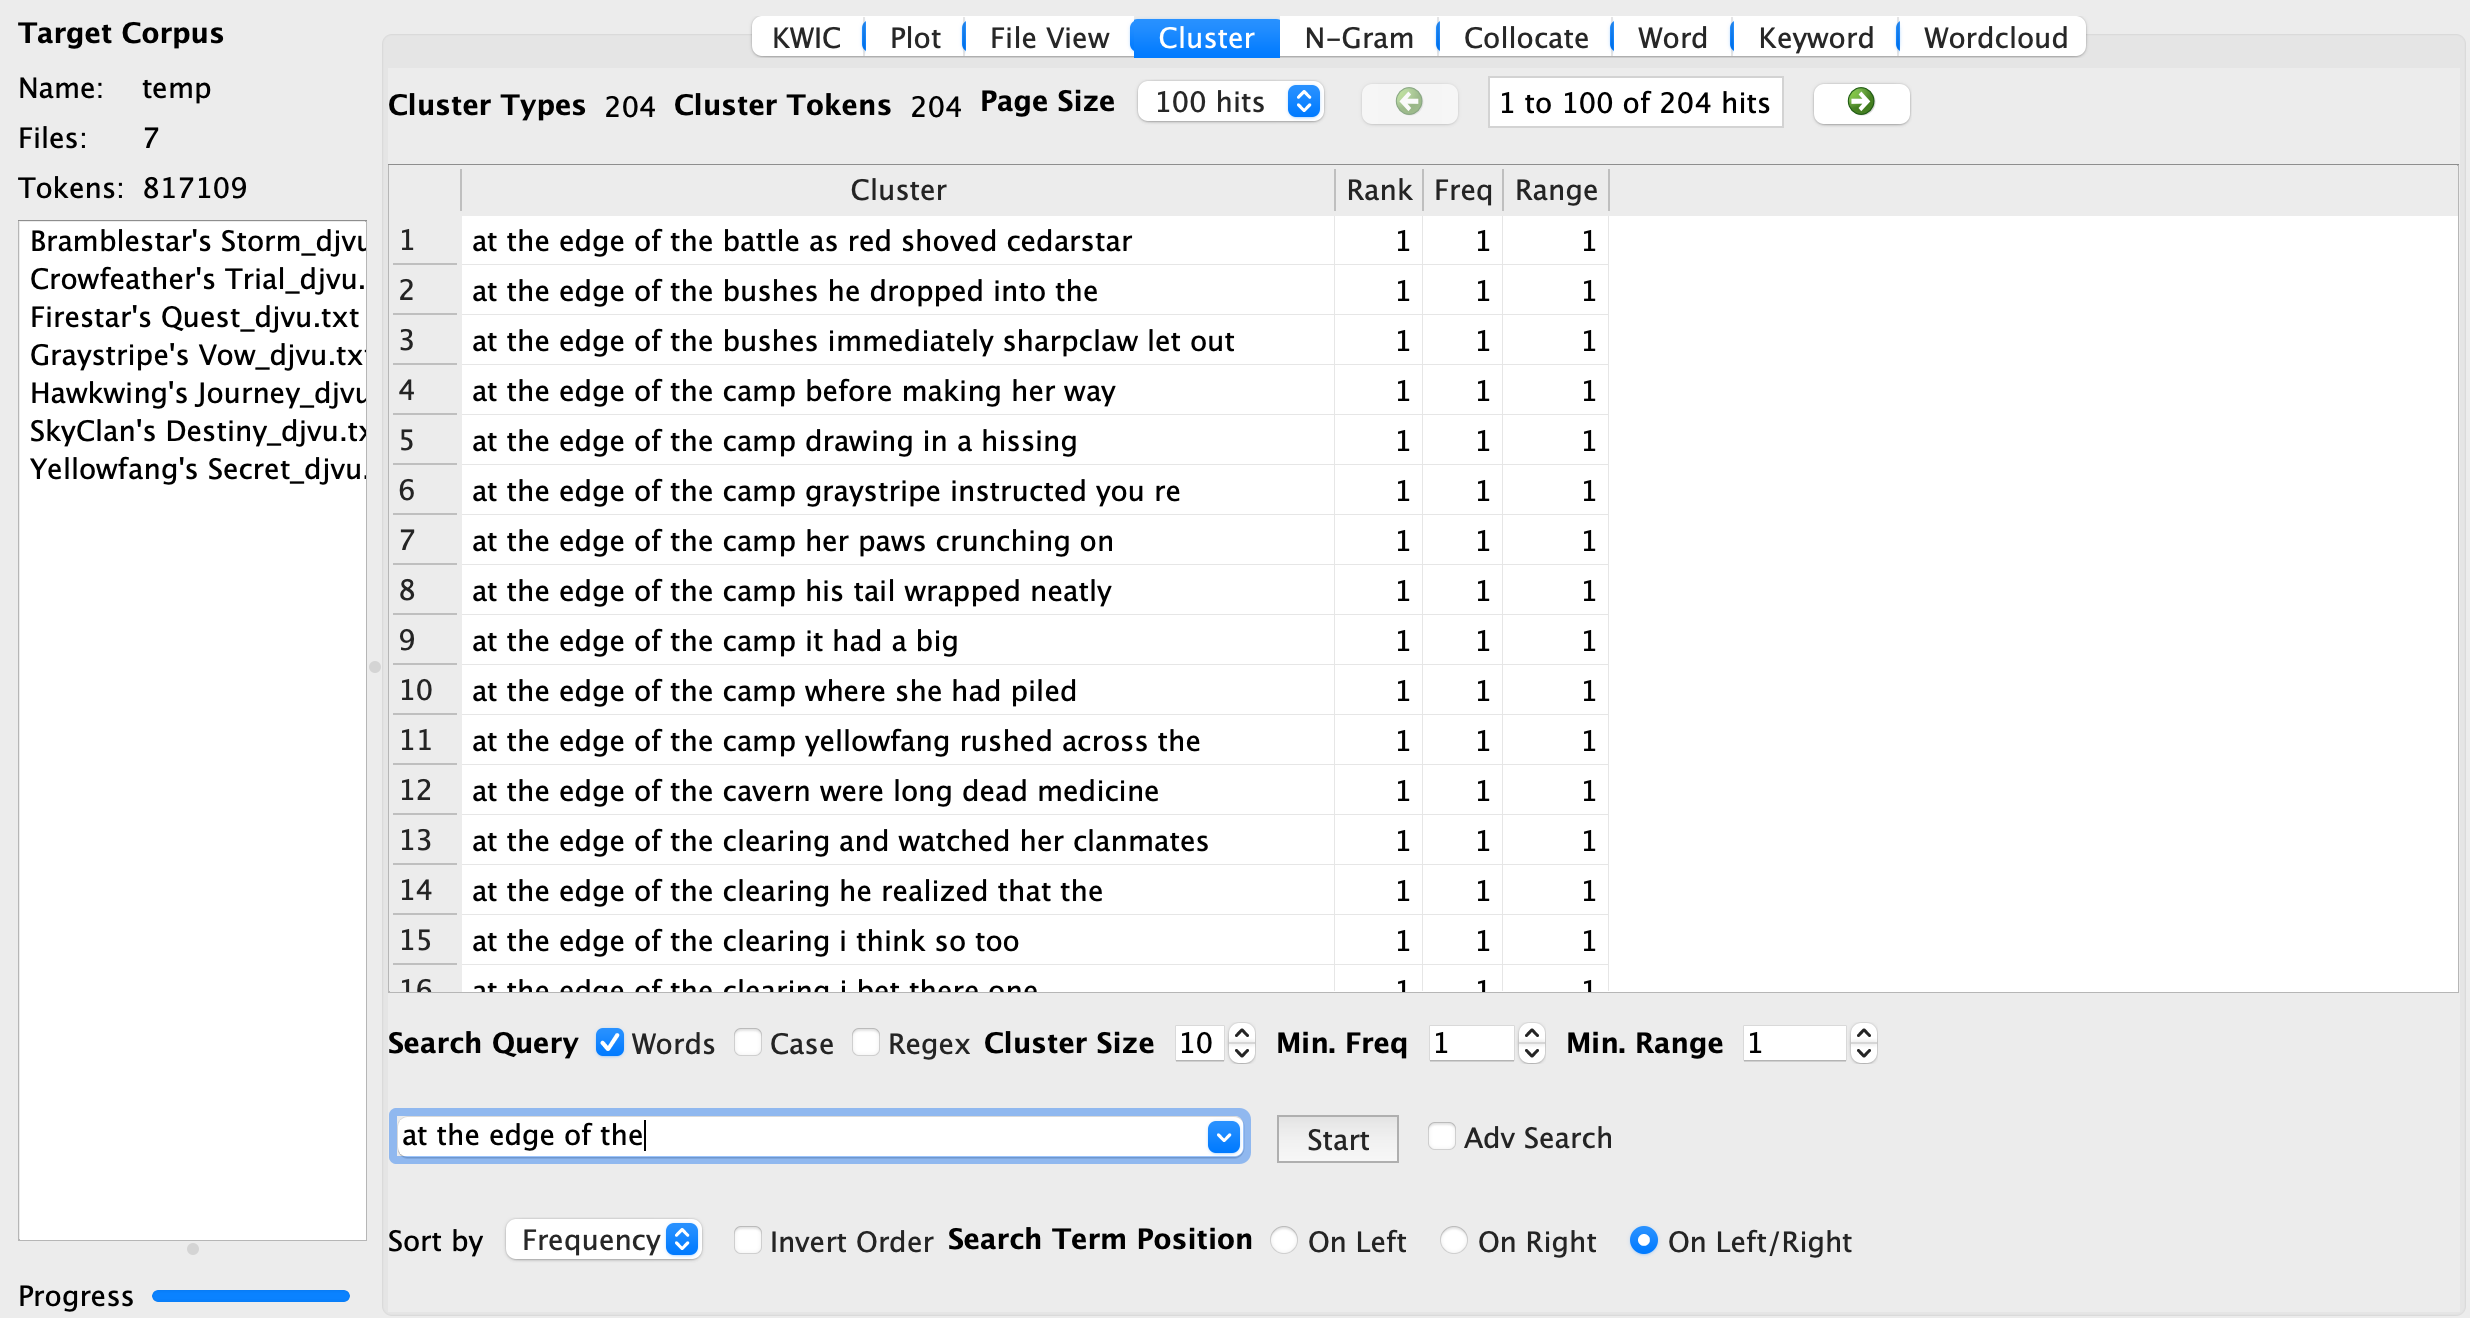 Target Corpus
Name: temp
Files: 7
Tokens: 817109
Bramblestar's Storm_djvu
Crowfeather's Trial_djvu.
Firestar's Quest_djvu.txt
Graystripe's Vow_djvu.tx
Hawkwing's Journey_djvu
SkyClan's Destiny_djvu.tx
Yellowfang's Secret_djvu.
Progress
KWIC Plot File View Cluster N-Gram Collocate Word Keyword Wordcloud
Cluster Types 204 Cluster Tokens 204 Page Size 100 hits 1 to 100 of 204 hits
Cluster Rank Freq Range
1 at the edge of the battle as red shoved cedarstar 1 1 1
2 at the edge of the bushes he dropped into the 1 1 1
3 at the edge of the bushes immediately sharpclaw let out 1 1 1
4 at the edge of the camp before making her way 1 1 1
5 at the edge of the camp drawing in a hissing 1 1 1
6 at the edge of the camp graystripe instructed you re 1 1 1
7 at the edge of the camp her paws crunching on 1 1 1
8 at the edge of the camp his tail wrapped neatly 1 1 1
9 at the edge of the camp it had a big 1 1 1
10 at the edge of the camp where she had piled 1 1 1
11 at the edge of the camp yellowfang rushed across the 1 1 1
12 at the edge of the cavern were long dead medicine 1 1 1
13 at the edge of the clearing and watched her clanmates 1 1 1
14 at the edge of the clearing he realized that the 1 1 1
15 at the edge of the clearing i think so too 1 1 1
16 at the edge of the clearing i bet there one 1 1 1
Search Query Words Case Regex Cluster Size 10 Min. Freq 1 Min. Range 1
at the edge of the Start Adv Search
Sort by Frequency Invert Order Search Term Position On Left On Right On Left/Right